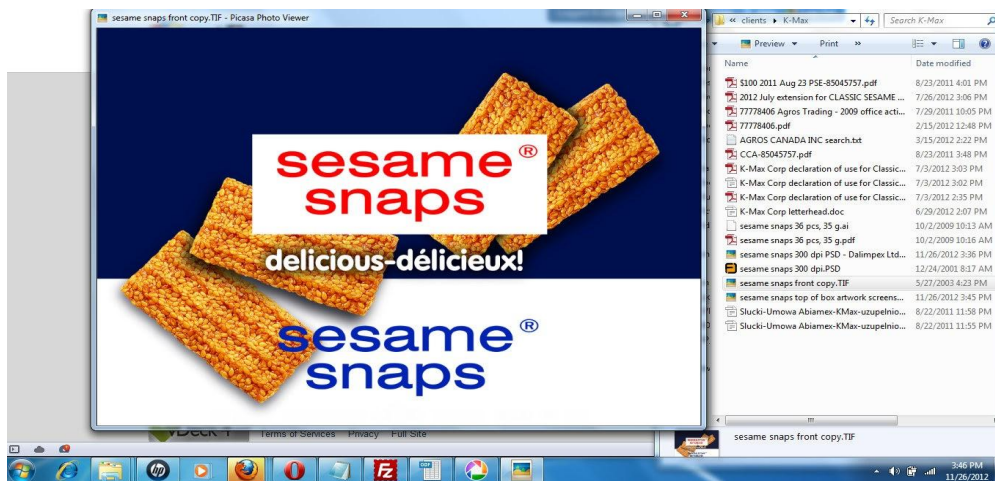 sesame snaps front copy.TIF - Picasa Photo Viewer
sesame®
snaps
delicious-délicieux!
sesame®
snaps
Terms of Services Privacy Full Site
« clients ▸ K-Max
Search K-Max
Preview Print »
Name Date modified
$100 2011 Aug 23 PSE-85045757.pdf 8/23/2011 4:01 PM
2012 July extension for CLASSIC SESAME ... 7/26/2012 3:06 PM
77778406 Agros Trading - 2009 office acti... 7/29/2011 10:05 PM
77778406.pdf 2/15/2012 12:48 PM
AGROS CANADA INC search.txt 3/15/2012 2:22 PM
CCA-85045757.pdf 8/23/2011 3:48 PM
K-Max Corp declaration of use for Classic... 7/3/2012 3:03 PM
K-Max Corp declaration of use for Classic... 7/3/2012 3:02 PM
K-Max Corp declaration of use for Classic... 7/3/2012 2:35 PM
K-Max Corp letterhead.doc 6/29/2012 2:07 PM
sesame snaps 36 pcs, 35 g.ai 10/2/2009 10:13 AM
sesame snaps 36 pcs, 35 g.pdf 10/2/2009 10:16 AM
sesame snaps 300 dpi PSD - Dalimpex Ltd... 11/26/2012 3:36 PM
sesame snaps 300 dpi.PSD 12/24/2001 8:17 AM
sesame snaps front copy.TIF 5/27/2003 4:23 PM
sesame snaps top of box artwork screens... 11/26/2012 3:45 PM
Slucki-Umowa Abiamex-KMax-uzupelnio... 8/22/2011 11:58 PM
Slucki-Umowa Abiamex-KMax-uzupelnio... 8/22/2011 11:55 PM
sesame snaps front copy.TIF
hp
Fz
ODF
3:46 PM
11/26/2012